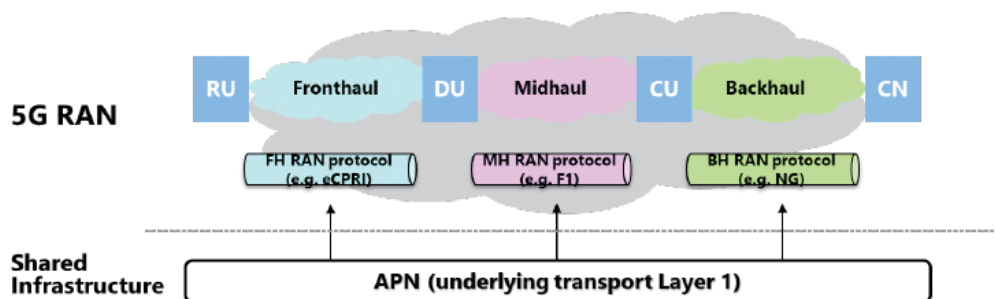 5G RAN
RU
Fronthaul
DU
Midhaul
CU
Backhaul
CN
FH RAN protocol
(e.g. eCPRI)
MH RAN protocol
(e.g. F1)
BH RAN protocol
(e.g. NG)
Shared
Infrastructure
APN (underlying transport Layer 1)